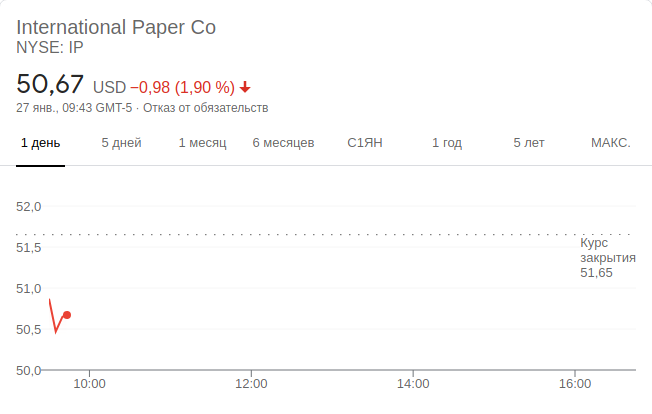 International Paper Co
NYSE: IP
50,67 USD −0,98 (1,90 %)
27 янв., 09:43 GMT-5 · Отказ от обязательств
1 день 5 дней 1 месяц 6 месяцев С1ЯН 1 год 5 лет МАКС.
52,0
51,5
51,0
50,5
50,0
Курс
закрытия
51,65
10:00 12:00 14:00 16:00